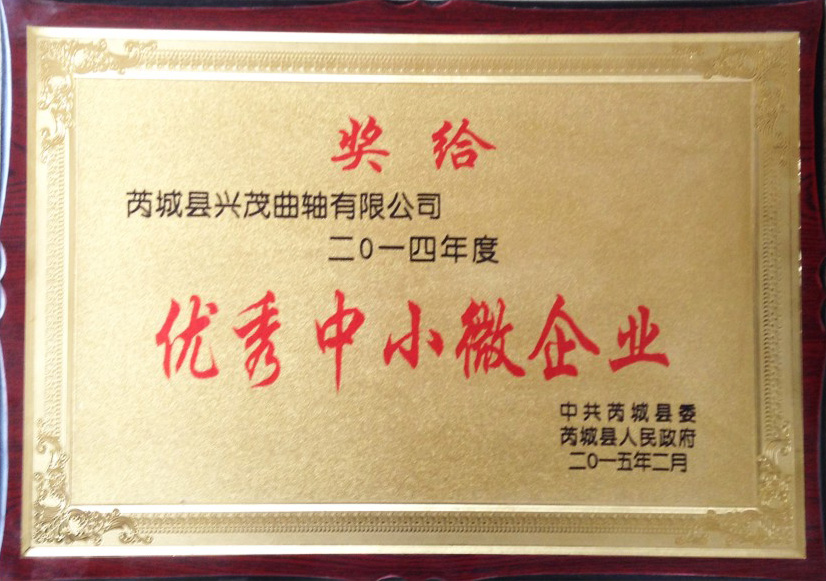 奖给
芮城县兴茂曲轴有限公司
二0一四年度
优秀中小微企业
中共芮城县委
芮城县人民政府
二0一五年二月